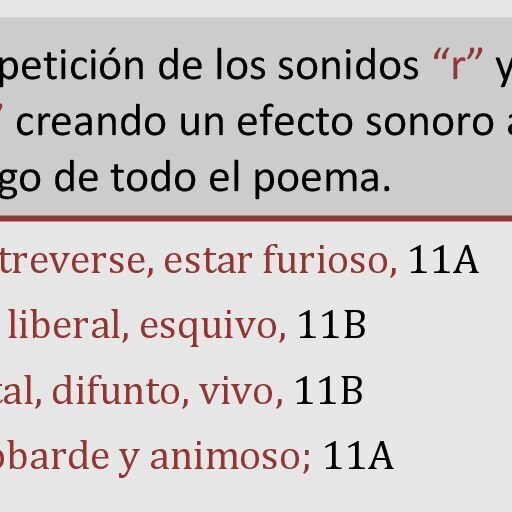 petición de los sonidos “r” y
” creando un efecto sonoro a
go de todo el poema.
treverse, estar furioso, 11A
liberal, esquivo, 11B
tal, difunto, vivo, 11B
obarde y animoso; 11A